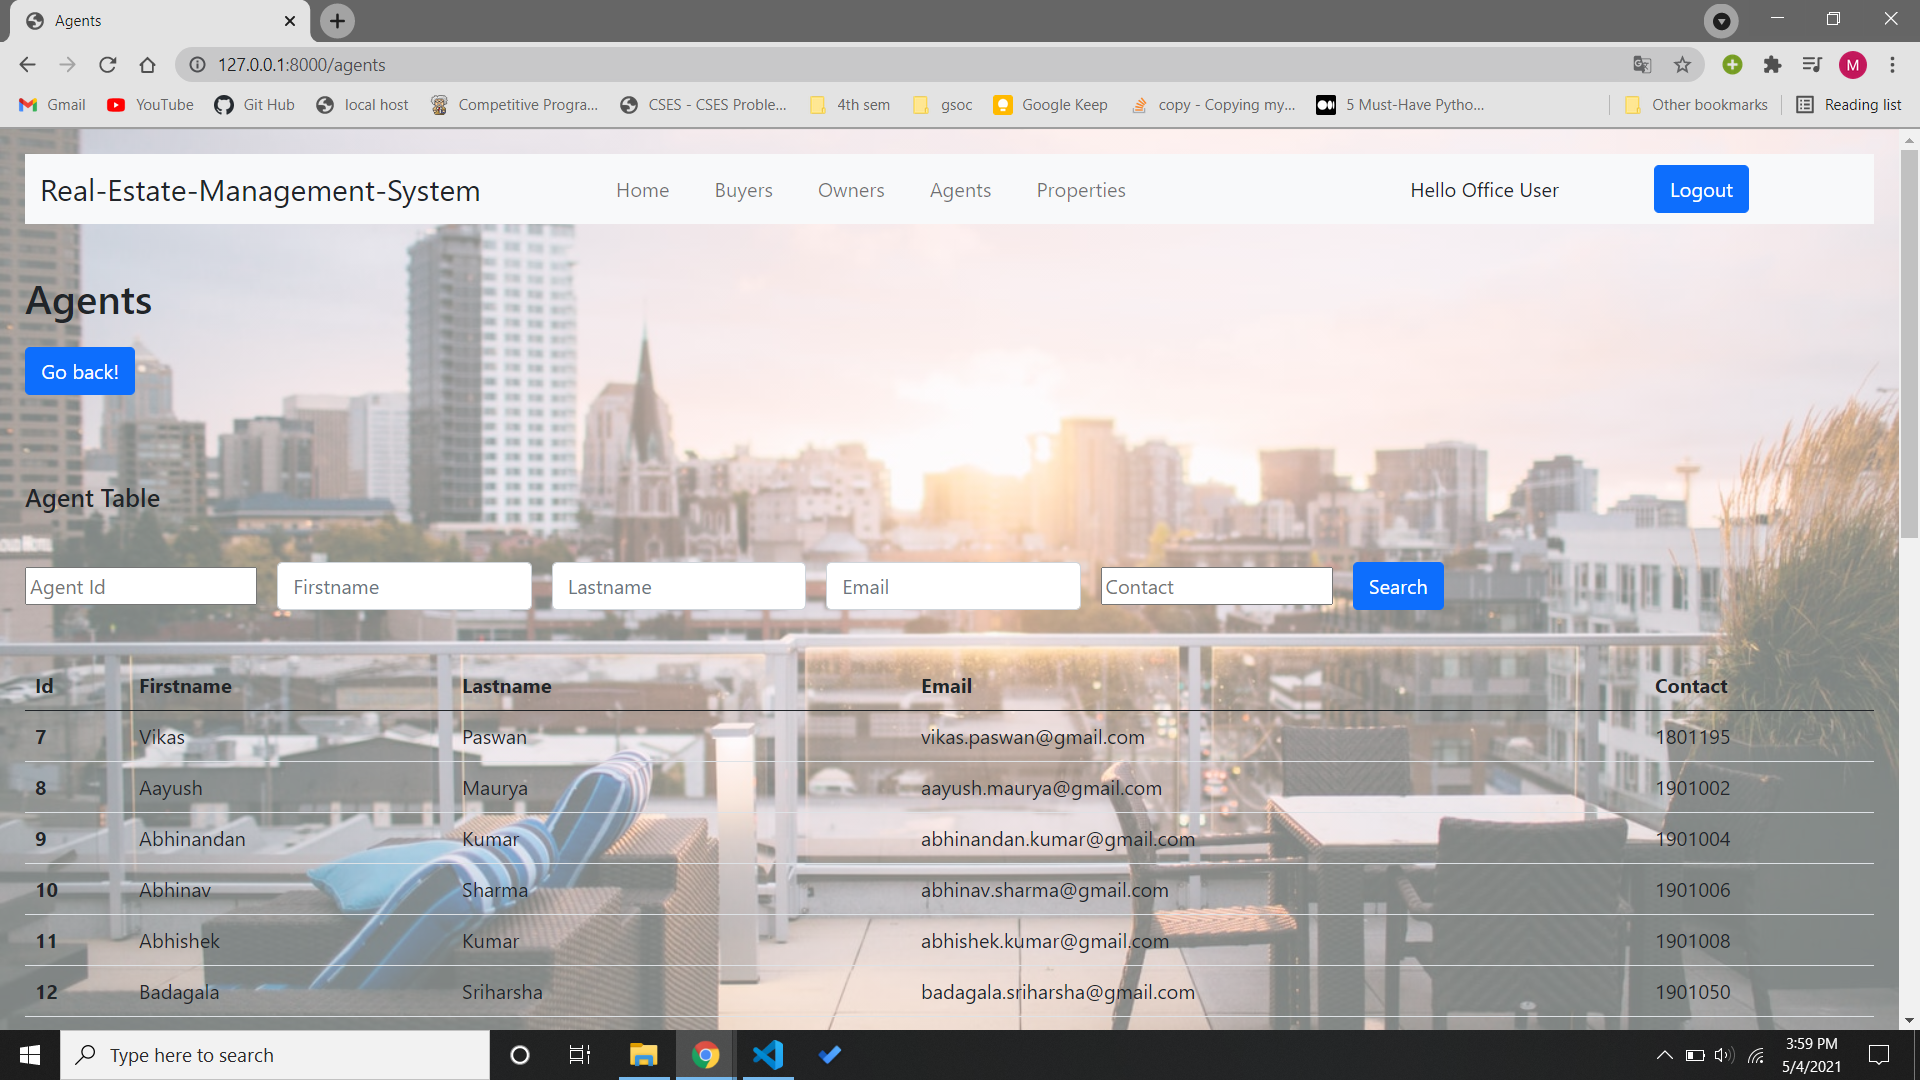 Agents
127.0.0.1:8000/agents
Gmail YouTube Git Hub local host Competitive Progra... CSES - CSES Proble... 4th sem gsoc Google Keep copy - Copying my... 5 Must-Have Pytho... Other bookmarks Reading list
M
Real-Estate-Management-System Home Buyers Owners Agents Properties Hello Office User Logout
Agents
Go back!
Agent Table
Agent Id Firstname Lastname Email Contact Search
Id Firstname Lastname Email Contact
7 Vikas Paswan vikas.paswan@gmail.com 1801195
8 Aayush Maurya aayush.maurya@gmail.com 1901002
9 Abhinandan Kumar abhinandan.kumar@gmail.com 1901004
10 Abhinav Sharma abhinav.sharma@gmail.com 1901006
11 Abhishek Kumar abhishek.kumar@gmail.com 1901008
12 Badagala Sriharsha badagala.sriharsha@gmail.com 1901050
Type here to search
3:59 PM
5/4/2021